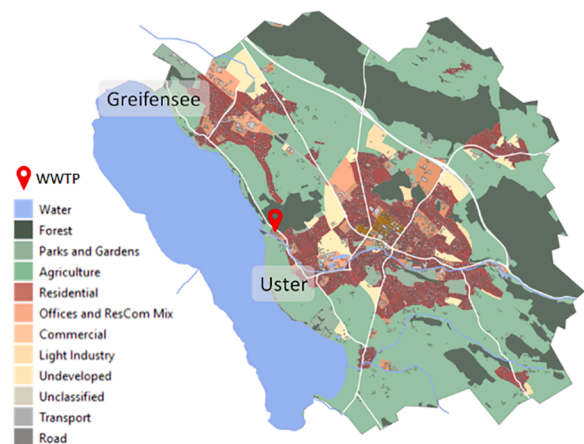 Greifensee
WWTP
Water
Forest
Parks and Gardens
Agriculture
Residential
Offices and ResCom Mix
Commercial
Light Industry
Undeveloped
Unclassified
Transport
Road
Uster